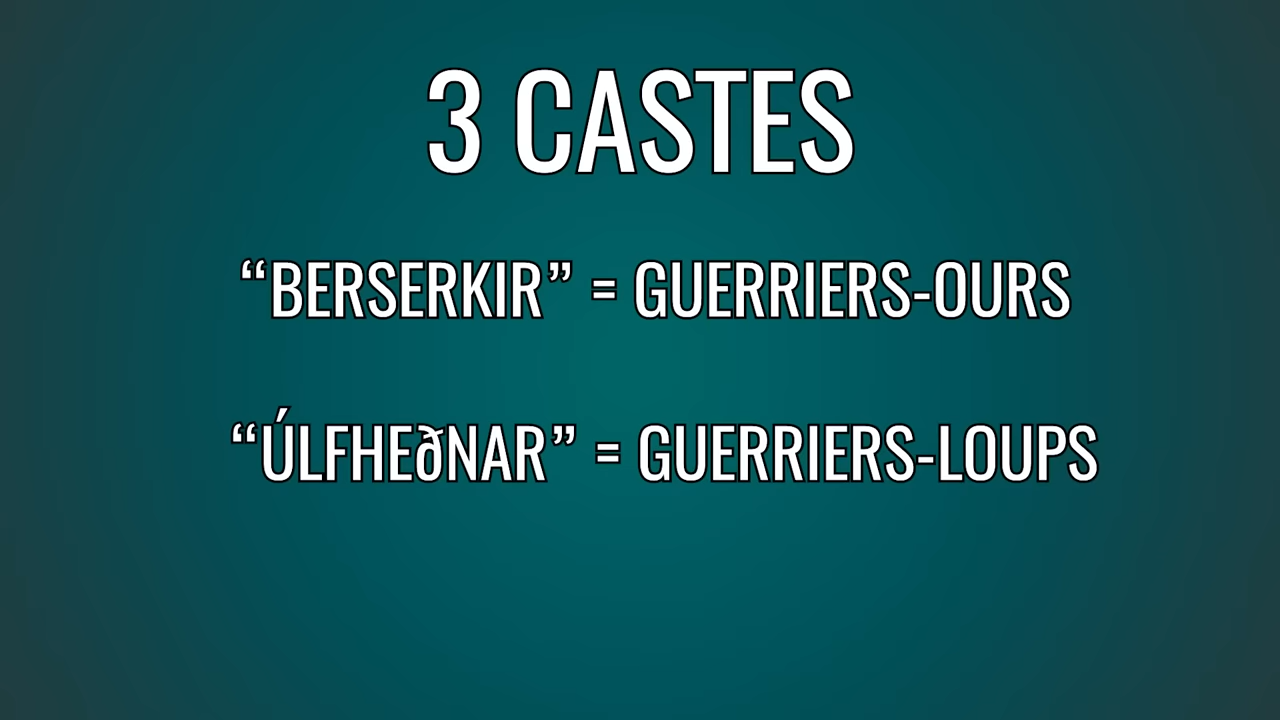 3 CASTES
“BERSERKIR” = GUERRIERS-OURS
“ÚLFHEðNAR” = GUERRIERS-LOUPS